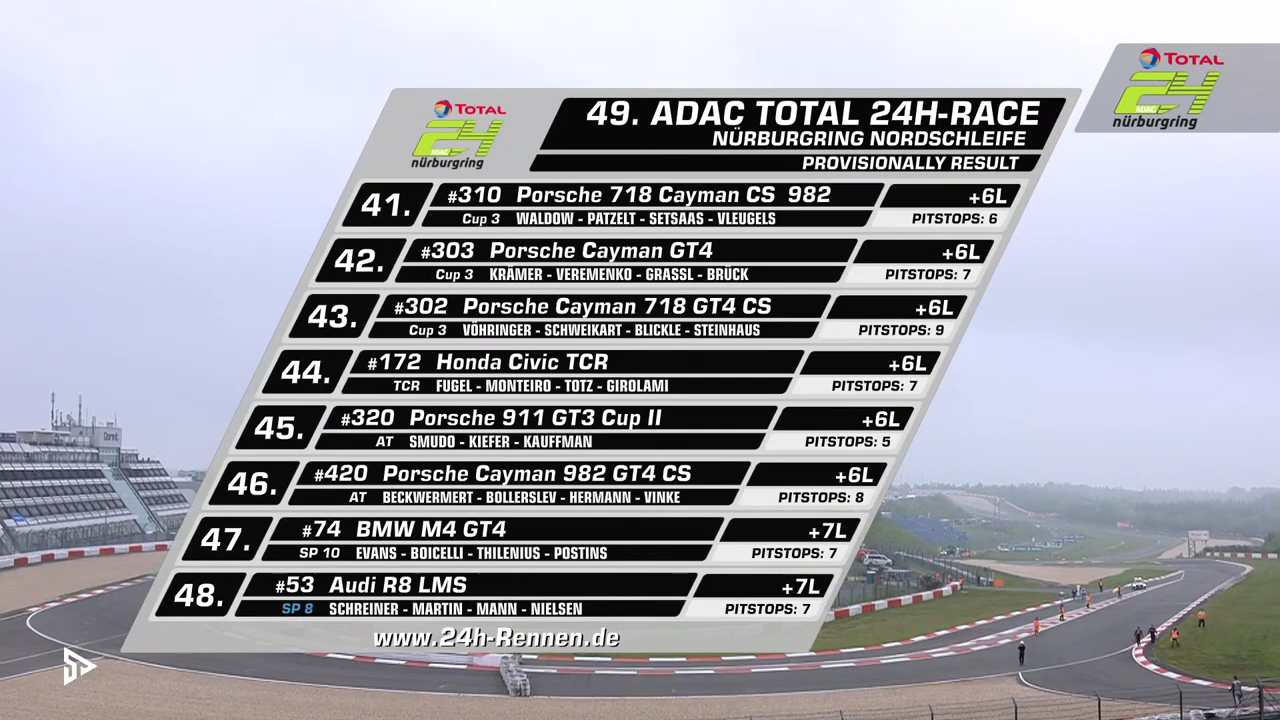 TOTAL
24
ADAC
nürburgring
TOTAL
24
ADAC
nürburgring
49. ADAC TOTAL 24H-RACE
NÜRBURGRING NORDSCHLEIFE
PROVISIONALLY RESULT
41. #310 Porsche 718 Cayman CS 982 +6L
Cup 3 WALDOW - PATZELT - SETSAAS - VLEUGELS PITSTOPS: 6
42. #303 Porsche Cayman GT4 +6L
Cup 3 KRÄMER - VEREMENKO - GRASSL - BRÜCK PITSTOPS: 7
43. #302 Porsche Cayman 718 GT4 CS +6L
Cup 3 VÖHRINGER - SCHWEIKART - BLICKLE - STEINHAUS PITSTOPS: 9
44. #172 Honda Civic TCR +6L
TCR FUGEL - MONTEIRO - TOTZ - GIROLAMI PITSTOPS: 7
45. #320 Porsche 911 GT3 Cup II +6L
AT SMUDO - KIEFER - KAUFFMAN PITSTOPS: 5
46. #420 Porsche Cayman 982 GT4 CS +6L
AT BECKWERMERT - BOLLERSLEV - HERMANN - VINKE PITSTOPS: 8
47. #74 BMW M4 GT4 +7L
SP 10 EVANS - BOICELLI - THILENIUS - POSTINS PITSTOPS: 7
48. #53 Audi R8 LMS +7L
SP 8 SCHREINER - MARTIN - MANN - NIELSEN PITSTOPS: 7
www.24h-Rennen.de
Dorint